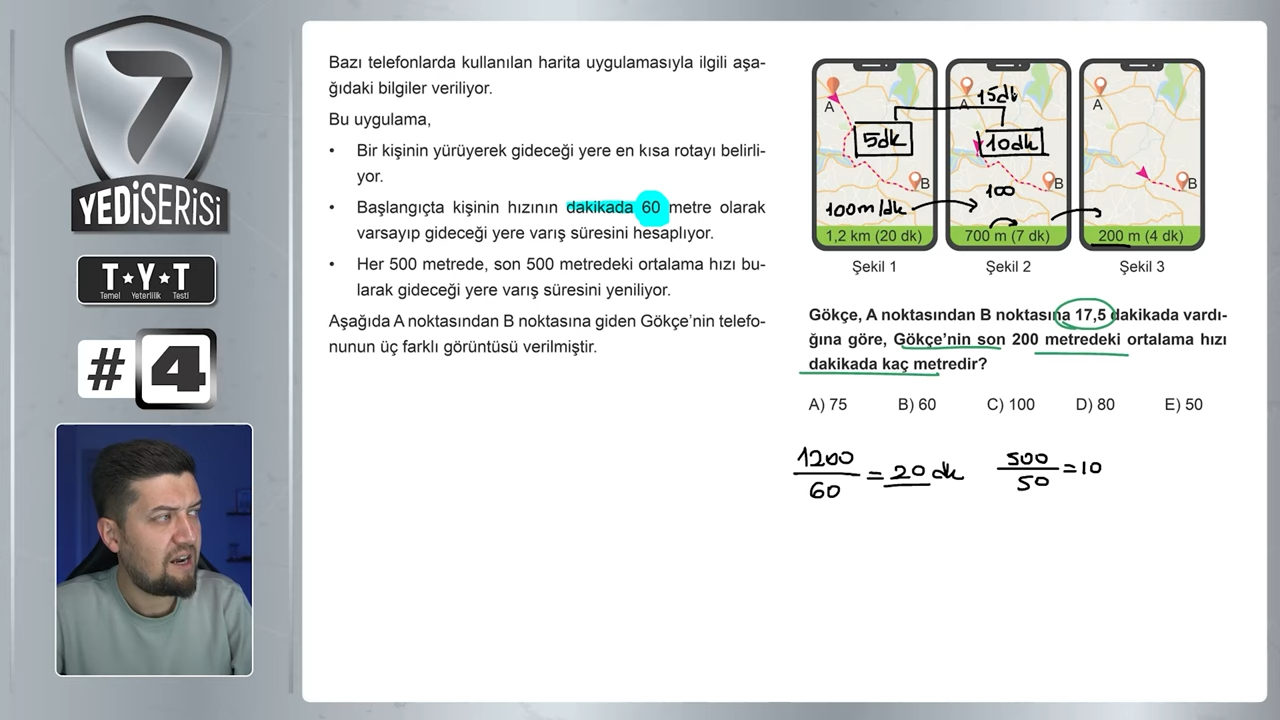 7
YEDİSERİSİ
T★Y★T
Temel Yeterlilik Testi
#4
Bazı telefonlarda kullanılan harita uygulamasıyla ilgili aşa-
ğıdaki bilgiler veriliyor.
Bu uygulama,
• Bir kişinin yürüyerek gideceği yere en kısa rotayı belirli-
yor.
• Başlangıçta kişinin hızının dakikada 60 metre olarak
varsayıp gideceği yere varış süresini hesaplıyor.
• Her 500 metrede, son 500 metredeki ortalama hızı bu-
larak gideceği yere varış süresini yeniliyor.
Aşağıda A noktasından B noktasına giden Gökçe'nin telefo-
nunun üç farklı görüntüsü verilmiştir.
15dk
A A A
5dk 10dk
B B B
100
100m/dk
1,2 km (20 dk) 700 m (7 dk) 200 m (4 dk)
Şekil 1 Şekil 2 Şekil 3
Gökçe, A noktasından B noktasına 17,5 dakikada vardı-
ğına göre, Gökçe'nin son 200 metredeki ortalama hızı
dakikada kaç metredir?
A) 75 B) 60 C) 100 D) 80 E) 50
1200/60 = 20 dk 500/50 = 10